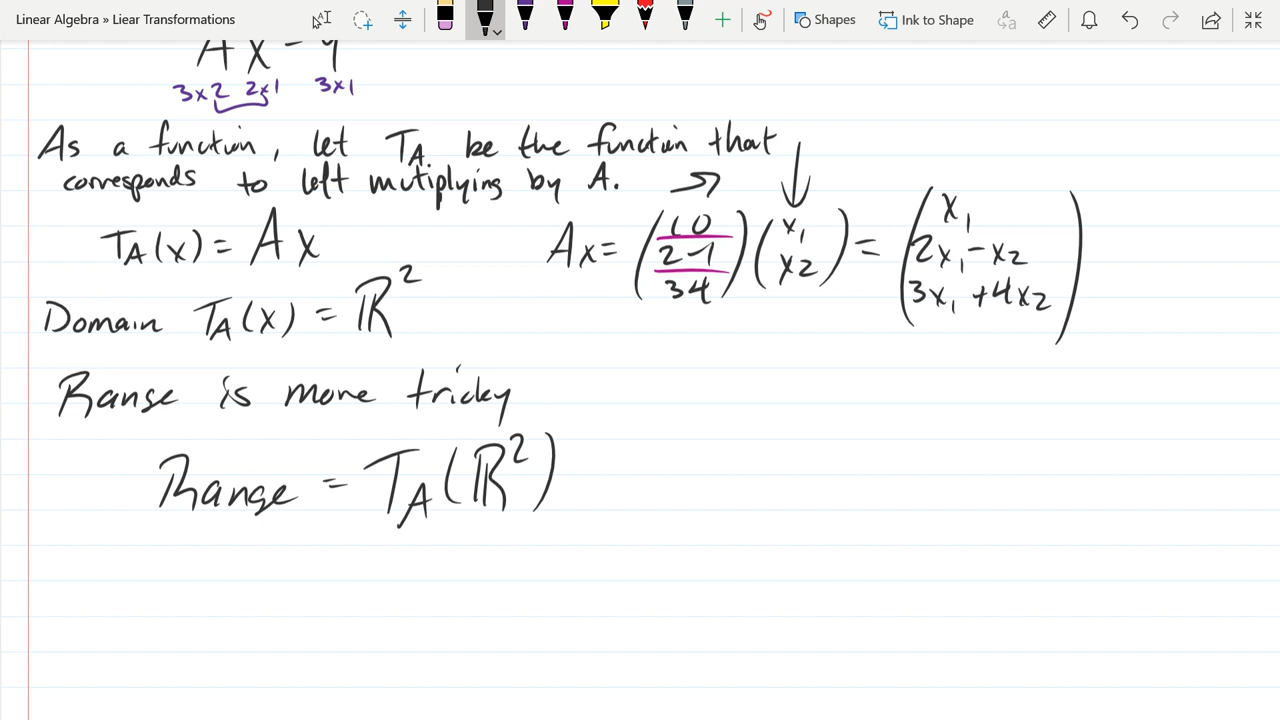 Linear Algebra » Liear Transformations
Shapes
Ink to Shape
Ax = y
3x2 2x1 3x1
As a function, let T_A be the function that
corresponds to left mutiplying by A.
T_A(x) = Ax
Ax = (1 0 / 2 -1 / 3 4) (x₁ / x₂) = (x₁ / 2x₁ - x₂ / 3x₁ + 4x₂)
Domain T_A(x) = ℝ²
Range is more tricky
Range = T_A(ℝ²)